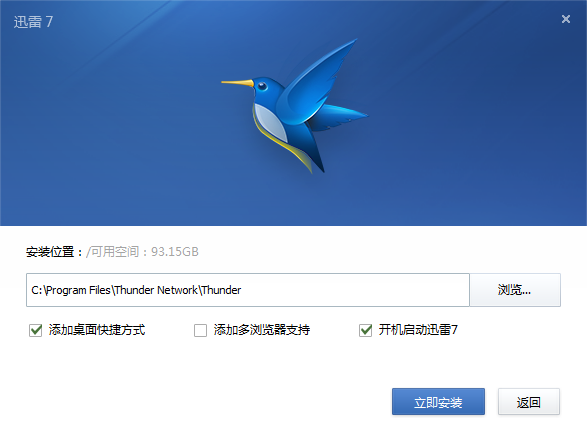 迅雷 7
安装位置：/可用空间：93.15GB
C:\Program Files\Thunder Network\Thunder
浏览...
添加桌面快捷方式
添加多浏览器支持
开机启动迅雷7
立即安装
返回